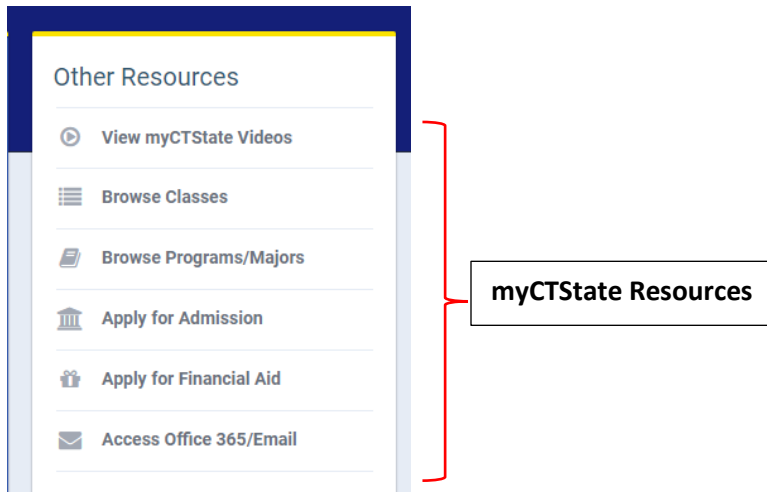 Other Resources
View myCTState Videos
Browse Classes
Browse Programs/Majors
Apply for Admission
Apply for Financial Aid
Access Office 365/Email
myCTState Resources